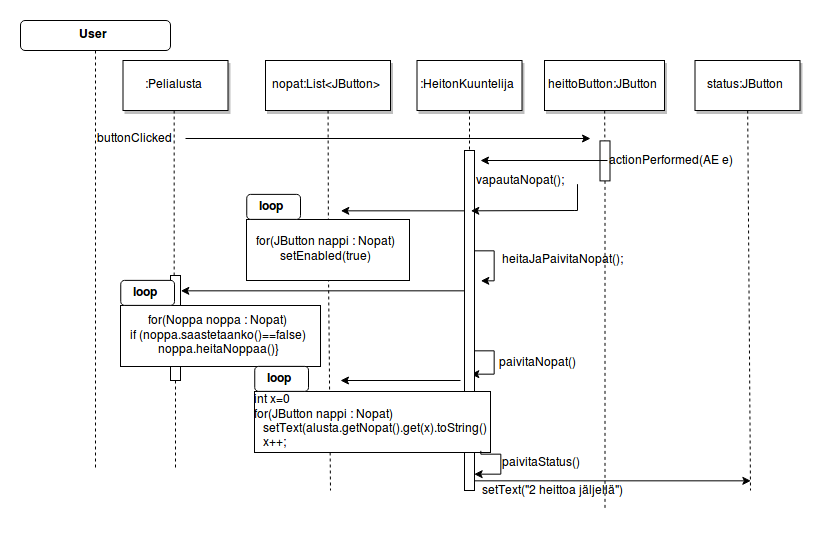 User
:Pelialusta
nopat:List<JButton>
:HeitonKuuntelija
heittoButton:JButton
status:JButton
buttonClicked
actionPerformed(AE e)
vapautaNopat();
loop
for(JButton nappi : Nopat)
setEnabled(true)
heitaJaPaivitaNopat();
loop
for(Noppa noppa : Nopat)
if (noppa.saastetaanko()==false)
noppa.heitaNoppaa()}
paivitaNopat()
loop
int x=0
for(JButton nappi : Nopat)
setText(alusta.getNopat().get(x).toString()
x++;
paivitaStatus()
setText("2 heittoa jäljellä")